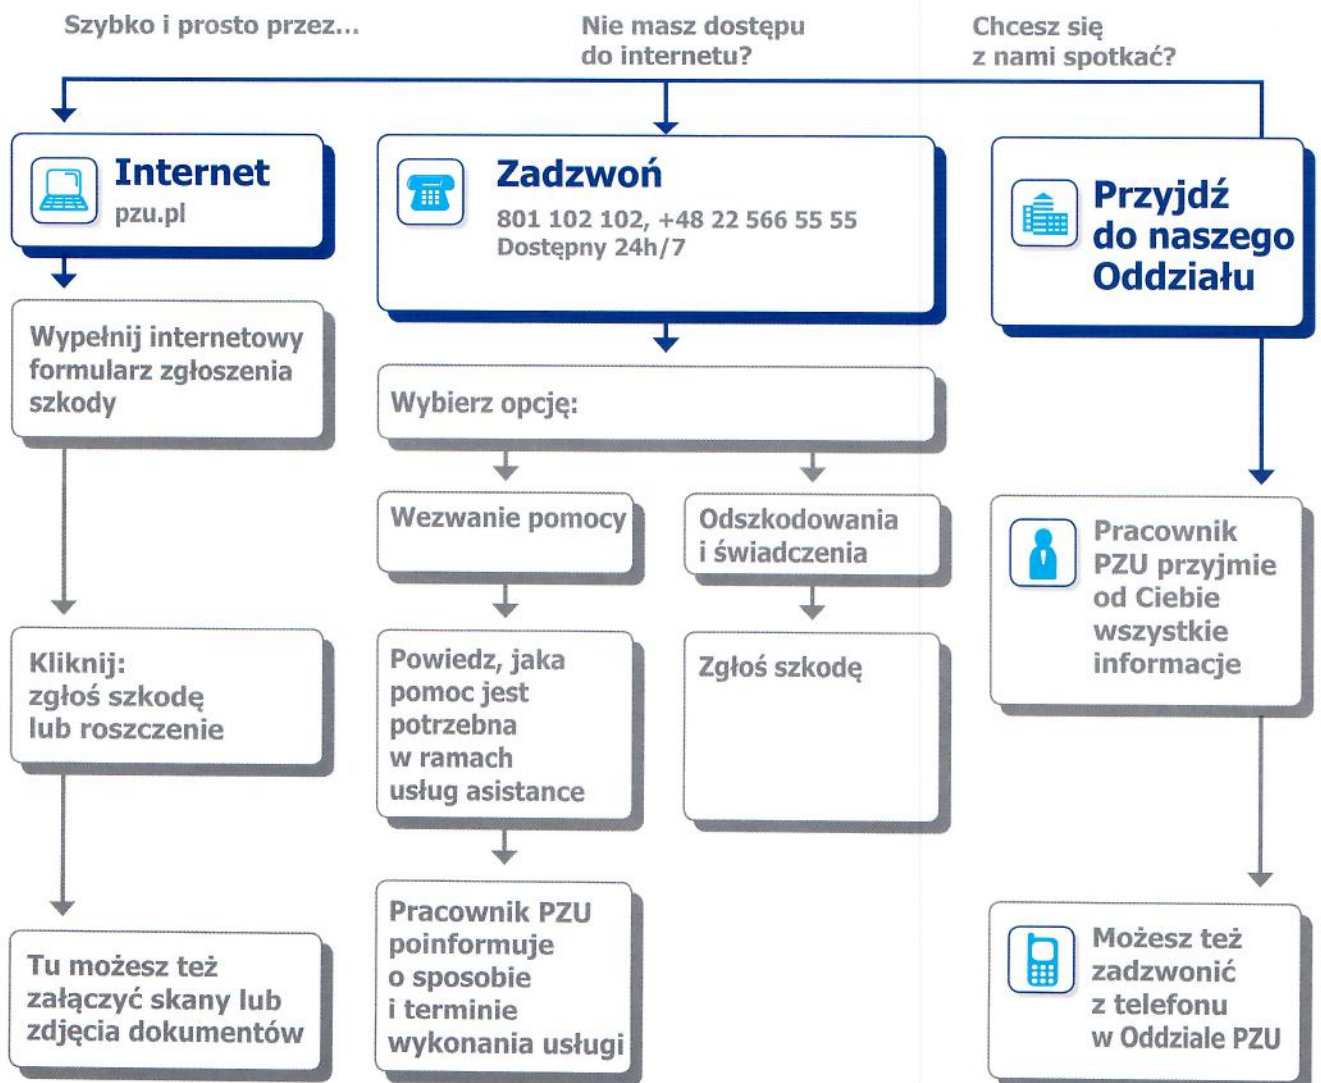 Szybko i prosto przez...
Nie masz dostępu
do internetu?
Chcesz się
z nami spotkać?
Internet
pzu.pl
Wypełnij internetowy
formularz zgłoszenia
szkody
Kliknij:
zgłoś szkodę
lub roszczenie
Tu możesz też
załączyć skany lub
zdjęcia dokumentów
Zadzwoń
801 102 102, +48 22 566 55 55
Dostępny 24h/7
Wybierz opcję:
Wezwanie pomocy
Powiedz, jaka
pomoc jest
potrzebna
w ramach
usług asistance
Pracownik PZU
poinformuje
o sposobie
i terminie
wykonania usługi
Odszkodowania
i świadczenia
Zgłoś szkodę
Przyjdź
do naszego
Oddziału
Pracownik
PZU przyjmie
od Ciebie
wszystkie
informacje
Możesz też
zadzwonić
z telefonu
w Oddziale PZU